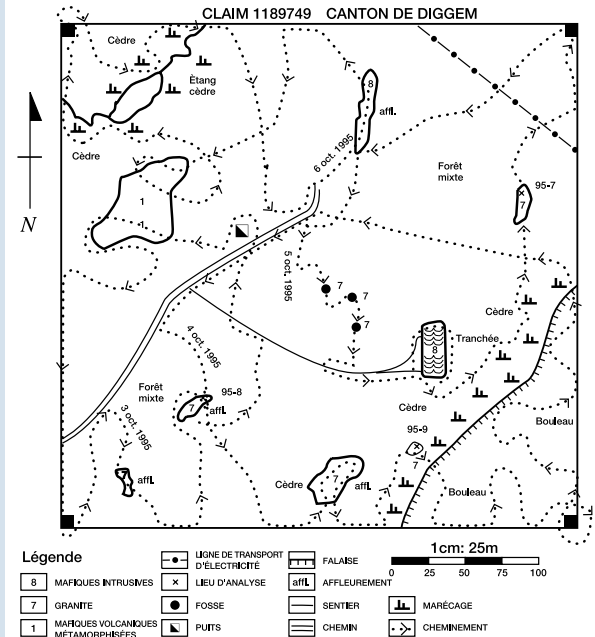 CLAIM 1189749 CANTON DE DIGGEM
Cèdre
Ètang
cèdre
8
affl.
Cèdre
6 oct. 1995
Forêt
mixte
95-7
7
1
1
N
5 oct. 1995
7
7
7
Cèdre
Tranchée
8
4 oct. 1995
Forêt
mixte
95-8
7
affl.
Cèdre
95-9
7
Bouleau
3 oct. 1995
7
affl.
Cèdre
7
affl.
Bouleau
Légende
8 MAFIQUES INTRUSIVES
7 GRANITE
1 MAFIQUES VOLCANIQUES
MÉTAMORPHISÉES
LIGNE DE TRANSPORT
D'ÉLECTRICITÉ
× LIEU D'ANALYSE
FOSSE
PUITS
FALAISE
affl. AFFLEUREMENT
SENTIER
CHEMIN
1cm: 25m
0 25 50 75 100
MARÉCAGE
CHEMINEMENT